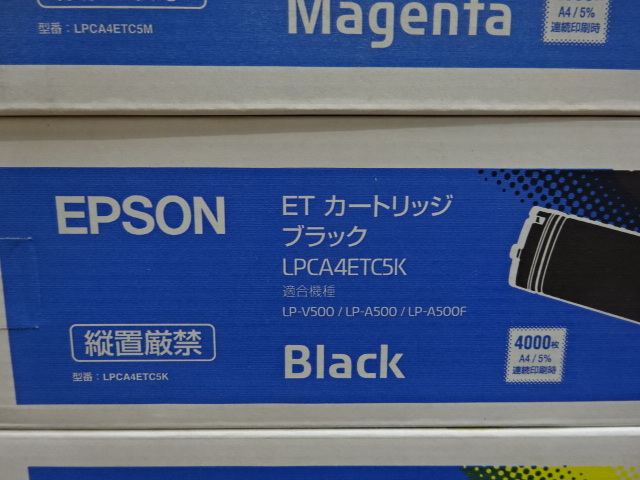 型番：LPCA4ETC5M
Magenta
A4 / 5%
連続印刷時
EPSON
ET カートリッジ
ブラック
LPCA4ETC5K
適合機種
LP-V500 / LP-A500 / LP-A500F
縦置厳禁
型番：LPCA4ETC5K
Black
4000枚
A4 / 5%
連続印刷時